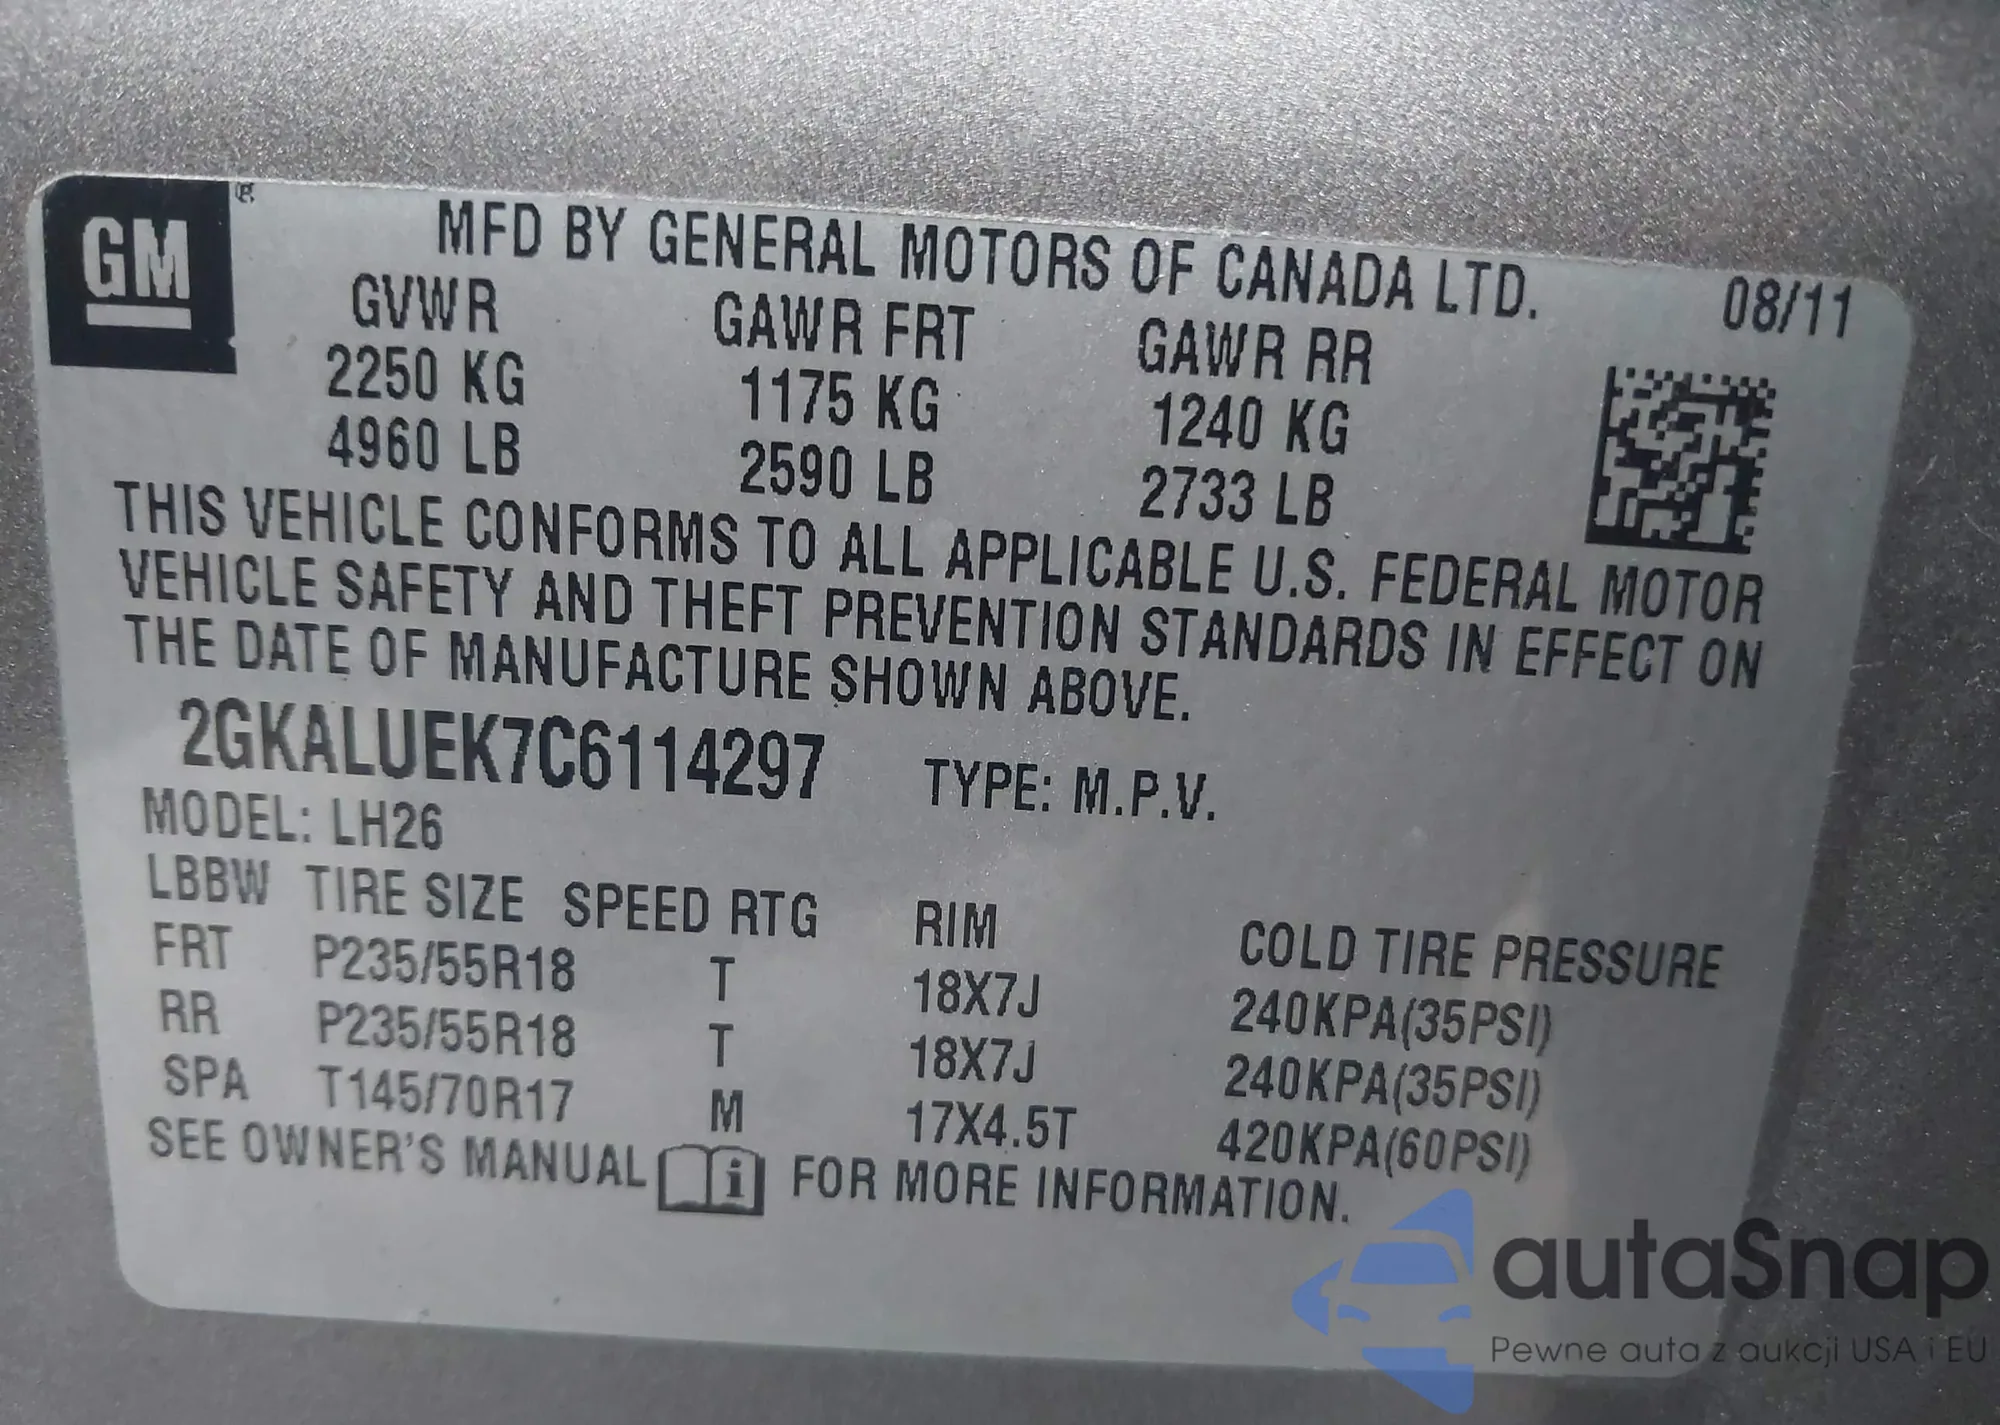 GM
MFD BY GENERAL MOTORS OF CANADA LTD.
08/11
GVWR GAWR FRT GAWR RR
2250 KG 1175 KG 1240 KG
4960 LB 2590 LB 2733 LB
THIS VEHICLE CONFORMS TO ALL APPLICABLE U.S. FEDERAL MOTOR
VEHICLE SAFETY AND THEFT PREVENTION STANDARDS IN EFFECT ON
THE DATE OF MANUFACTURE SHOWN ABOVE.
2GKALUEK7C6114297 TYPE: M.P.V.
MODEL: LH26
LBBW TIRE SIZE SPEED RTG RIM COLD TIRE PRESSURE
FRT P235/55R18 T 18X7J 240KPA(35PSI)
RR P235/55R18 T 18X7J 240KPA(35PSI)
SPA T145/70R17 M 17X4.5T 420KPA(60PSI)
SEE OWNER'S MANUAL i FOR MORE INFORMATION.
autaSnap
Pewne auta z aukcji USA i EU